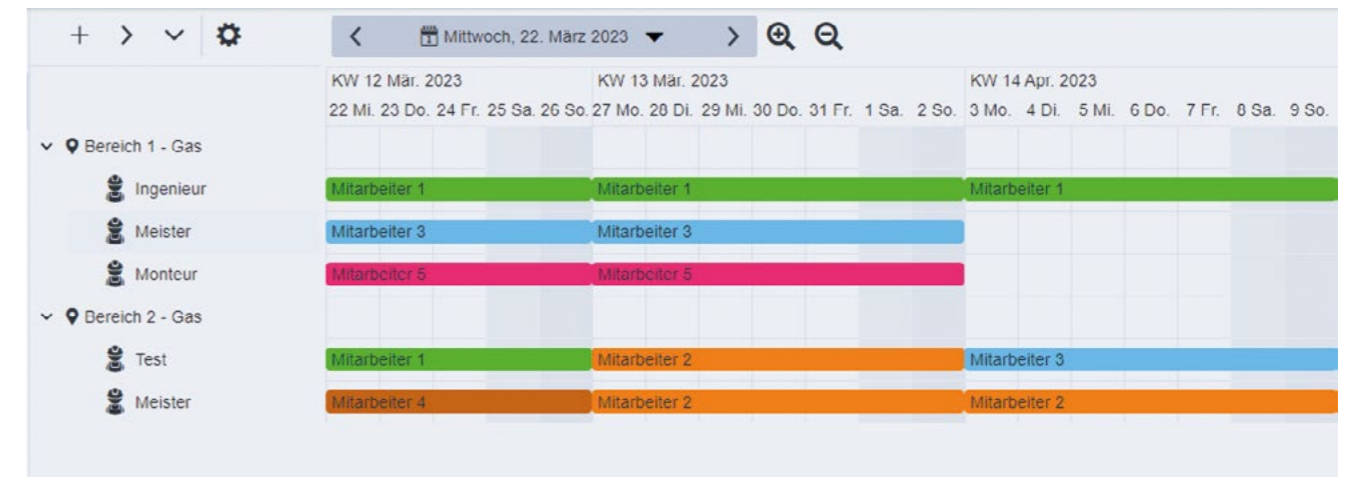 Mittwoch, 22. März 2023
KW 12 Mär. 2023 KW 13 Mär. 2023 KW 14 Apr. 2023
22 Mi. 23 Do. 24 Fr. 25 Sa. 26 So. 27 Mo. 28 Di. 29 Mi. 30 Do. 31 Fr. 1 Sa. 2 So. 3 Mo. 4 Di. 5 Mi. 6 Do. 7 Fr. 8 Sa. 9 So.
Bereich 1 - Gas
Ingenieur Mitarbeiter 1 Mitarbeiter 1 Mitarbeiter 1
Meister Mitarbeiter 3 Mitarbeiter 3
Monteur Mitarbeiter 5 Mitarbeiter 5
Bereich 2 - Gas
Test Mitarbeiter 1 Mitarbeiter 2 Mitarbeiter 3
Meister Mitarbeiter 4 Mitarbeiter 2 Mitarbeiter 2